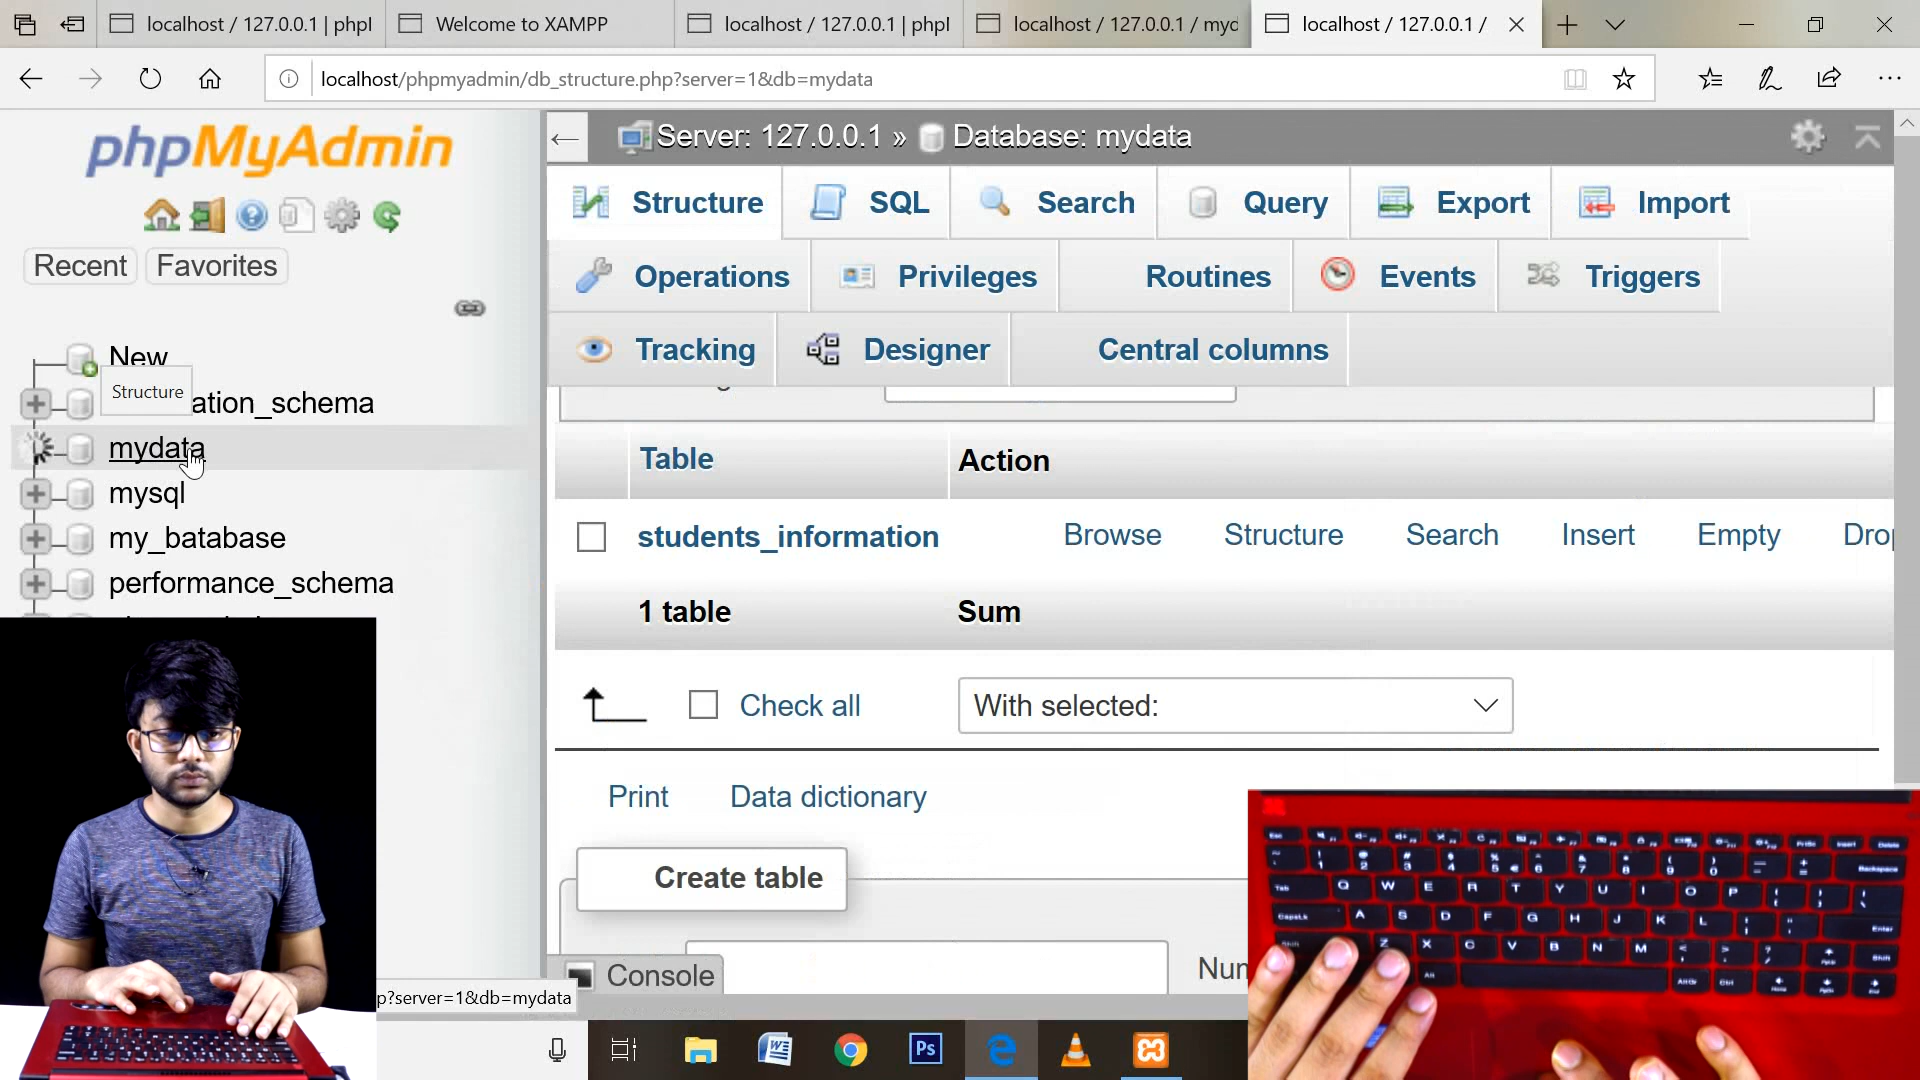 localhost / 127.0.0.1 | phpl
Welcome to XAMPP
localhost / 127.0.0.1 | phpl
localhost / 127.0.0.1 / myd
localhost / 127.0.0.1 /
localhost/phpmyadmin/db_structure.php?server=1&db=mydata
phpMyAdmin
Recent Favorites
New
Structure
ation_schema
mydata
mysql
my_batabase
performance_schema
Server: 127.0.0.1 » Database: mydata
Structure SQL Search Query Export Import
Operations Privileges Routines Events Triggers
Tracking Designer Central columns
Table Action
students_information Browse Structure Search Insert Empty Drop
1 table Sum
Check all With selected:
Print Data dictionary
Create table
Num
Console
p?server=1&db=mydata
Ps